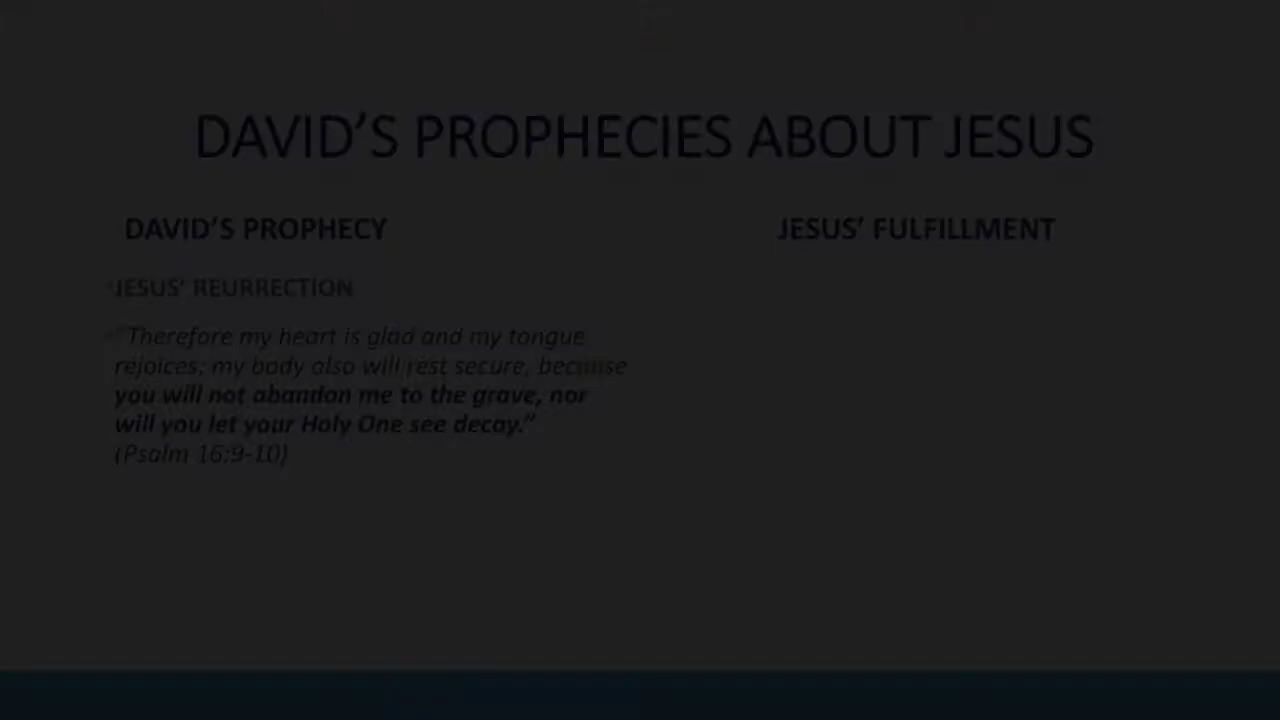 DAVID'S PROPHECIES ABOUT JESUS
DAVID'S PROPHECY
JESUS' FULFILLMENT
JESUS' REURRECTION
"Therefore my heart is glad and my tongue
rejoices; my body also will rest secure, because
you will not abandon me to the grave, nor
will you let your Holy One see decay."
(Psalm 16:9-10)